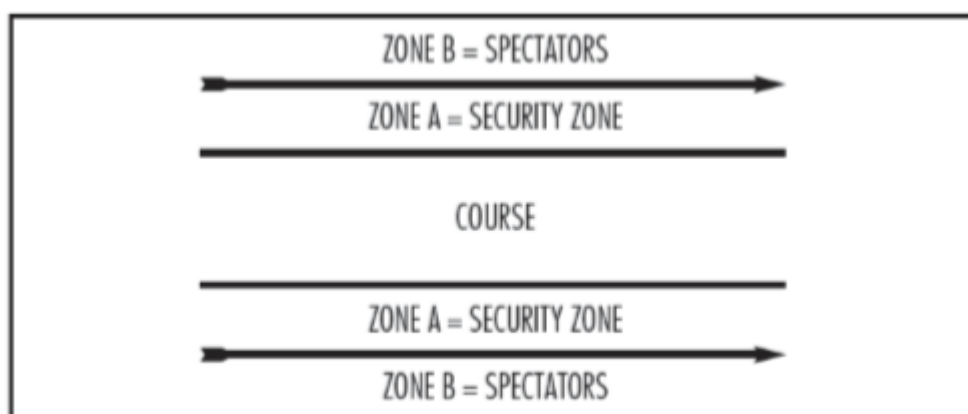 ZONE B = SPECTATORS
ZONE A = SECURITY ZONE
COURSE
ZONE A = SECURITY ZONE
ZONE B = SPECTATORS